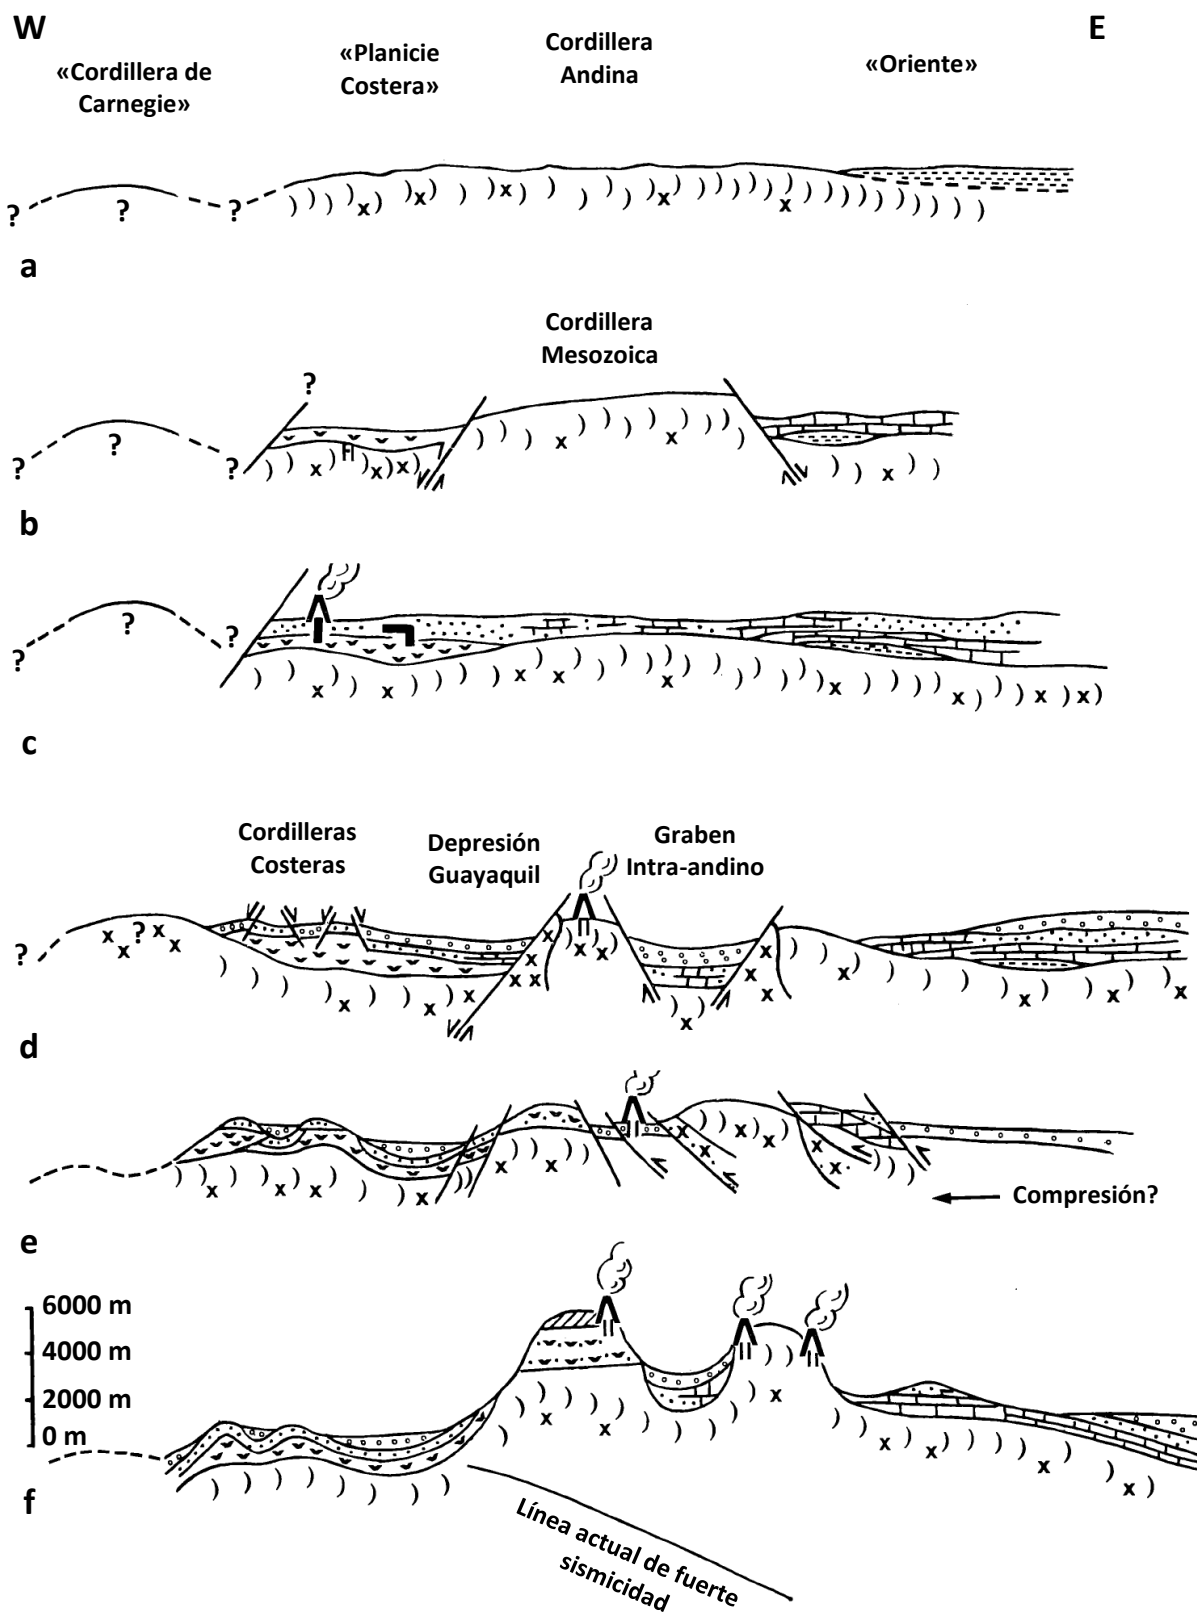 W
E
«Cordillera de
Carnegie»
«Planicie
Costera»
Cordillera
Andina
«Oriente»
?
?
?
a
Cordillera
Mesozoica
?
?
?
?
b
?
?
?
c
Cordilleras
Costeras
Depresión
Guayaquil
Graben
Intra-andino
?
?
d
Compresión?
e
6000 m
4000 m
2000 m
0 m
f
Línea actual de fuerte
sismicidad